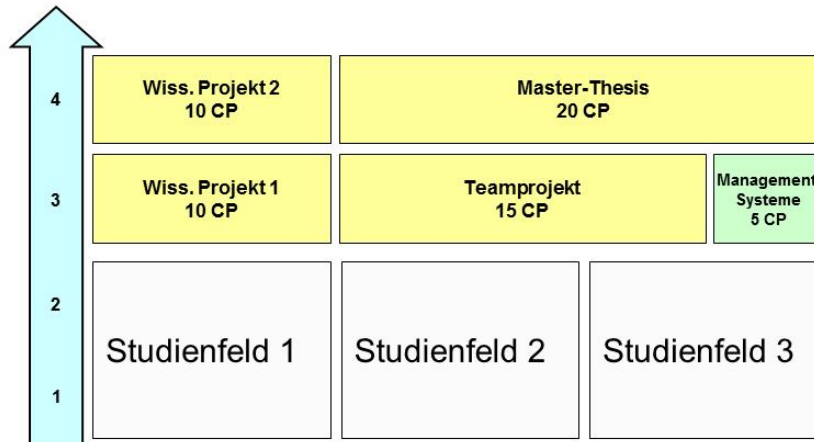 4
Wiss. Projekt 2
10 CP
Master-Thesis
20 CP
3
Wiss. Projekt 1
10 CP
Teamprojekt
15 CP
Management
Systeme
5 CP
2
Studienfeld 1
Studienfeld 2
Studienfeld 3
1